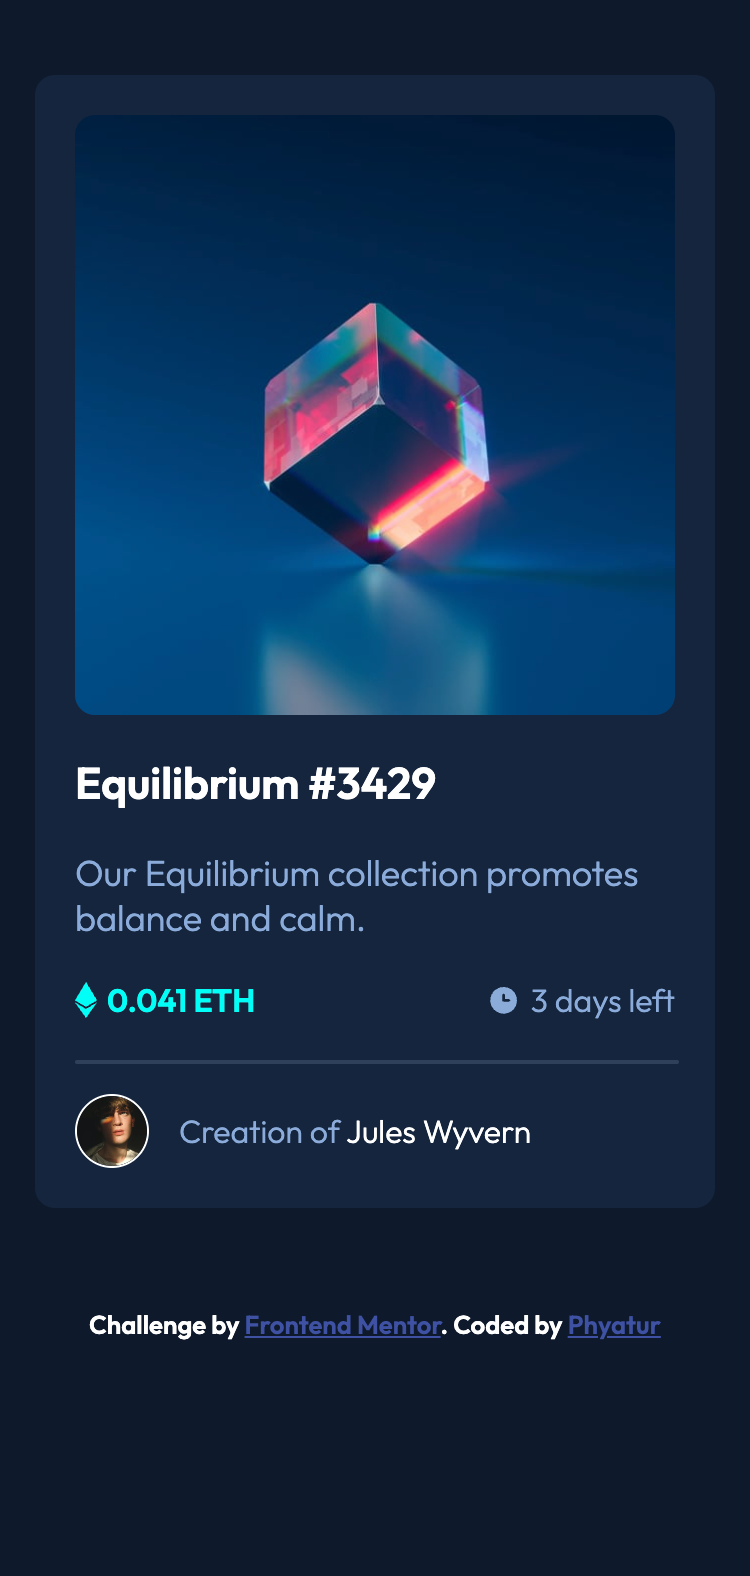 Equilibrium #3429
Our Equilibrium collection promotes
balance and calm.
0.041 ETH
3 days left
Creation of Jules Wyvern
Challenge by Frontend Mentor. Coded by Phyatur